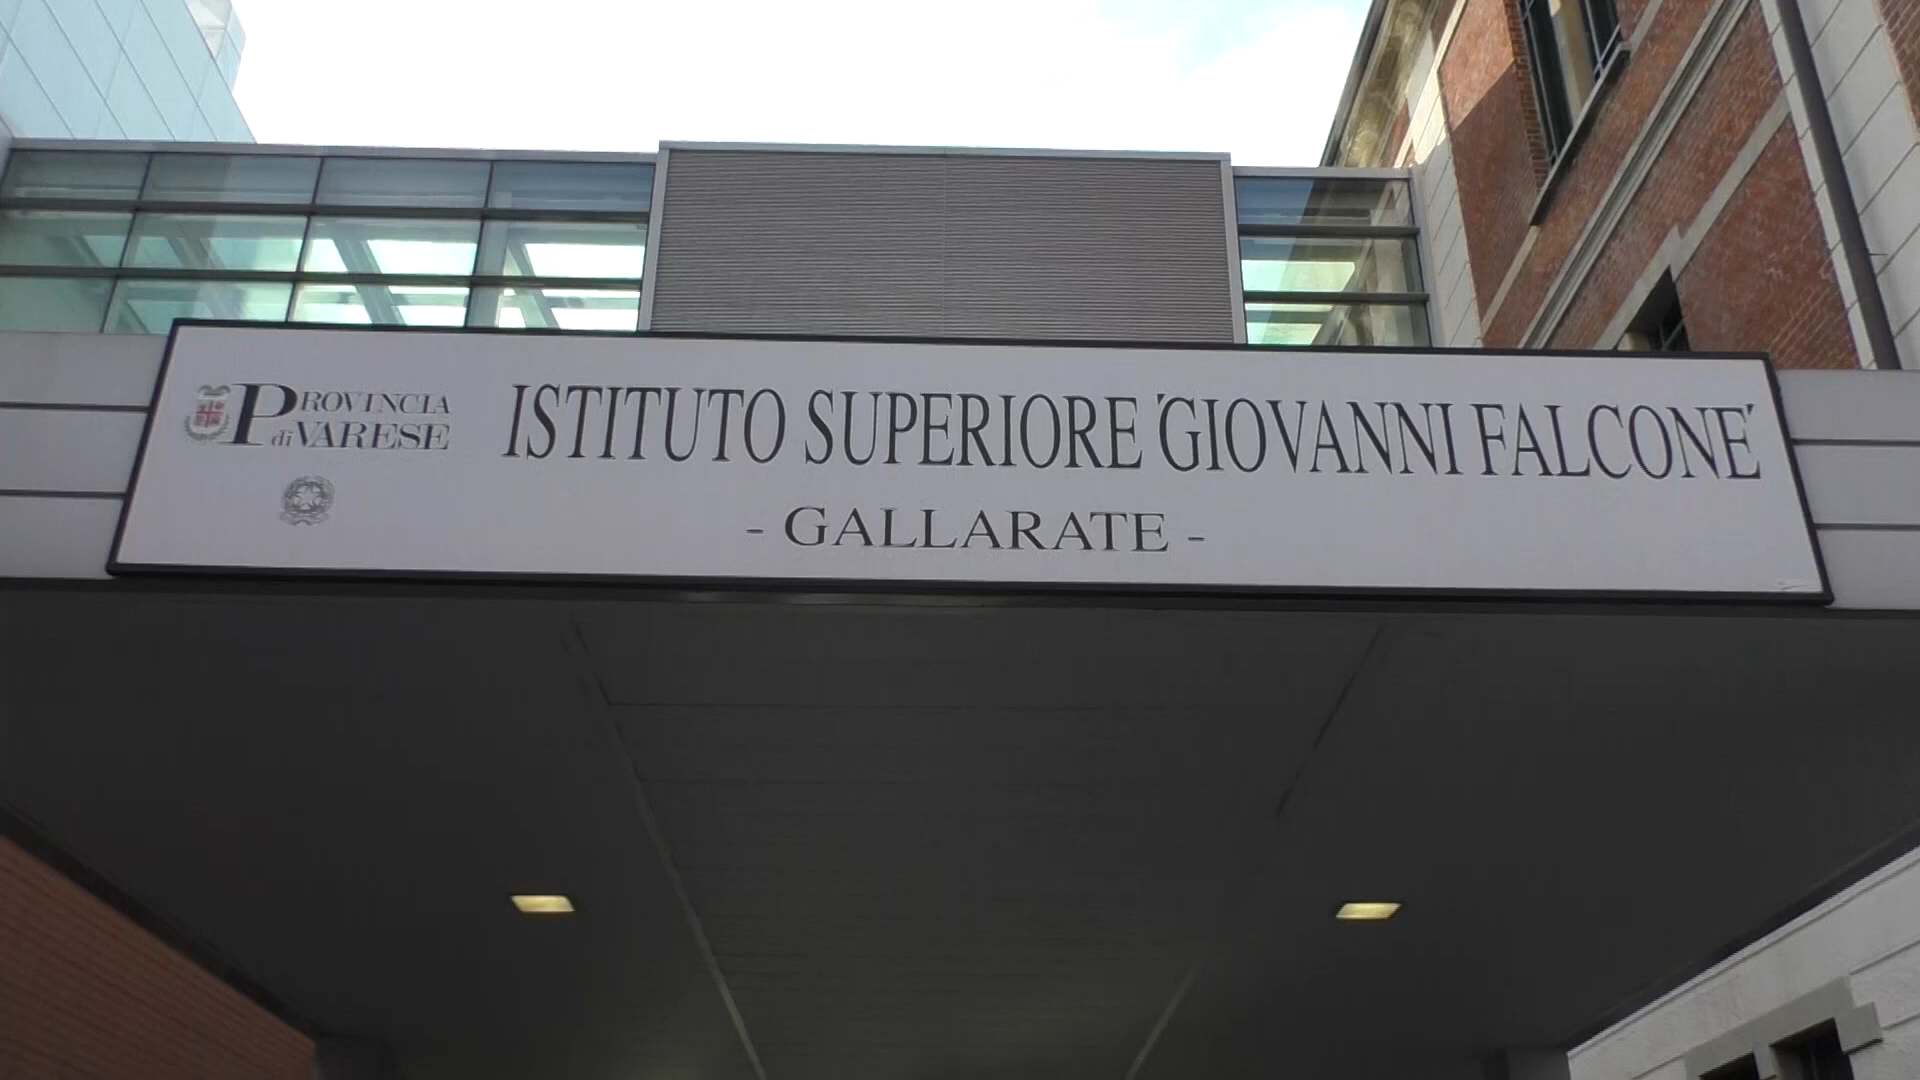 PROVINCIA
di VARESE
ISTITUTO SUPERIORE "GIOVANNI FALCONE"
- GALLARATE -